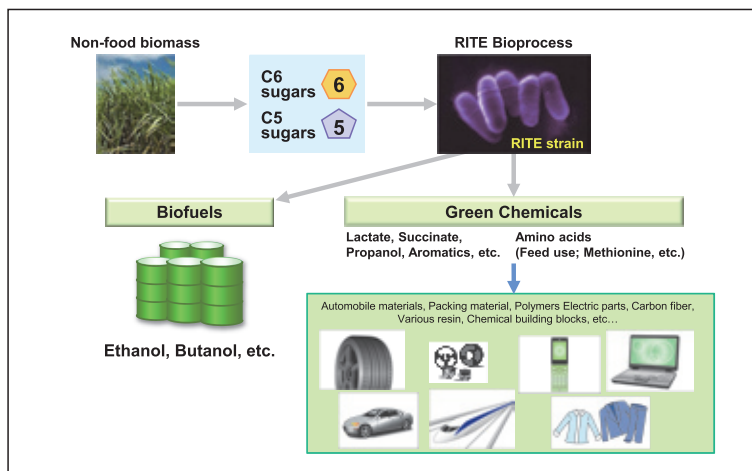 Non-food biomass
C6
sugars
6
C5
sugars
5
RITE Bioprocess
RITE strain
Biofuels
Ethanol, Butanol, etc.
Green Chemicals
Lactate, Succinate,
Propanol, Aromatics, etc.
Amino acids
(Feed use; Methionine, etc.)
Automobile materials, Packing material, Polymers Electric parts, Carbon fiber,
Various resin, Chemical building blocks, etc…